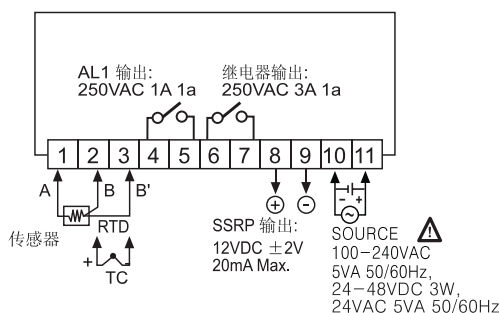 AL1 输出:
250VAC 1A 1a
继电器输出:
250VAC 3A 1a
1 2 3 4 5 6 7 8 9 10 11
A B B'
传感器
RTD
+ -
TC
+ -
SSRP 输出:
12VDC ±2V
20mA Max.
- +
SOURCE
100-240VAC
5VA 50/60Hz,
24-48VDC 3W,
24VAC 5VA 50/60Hz